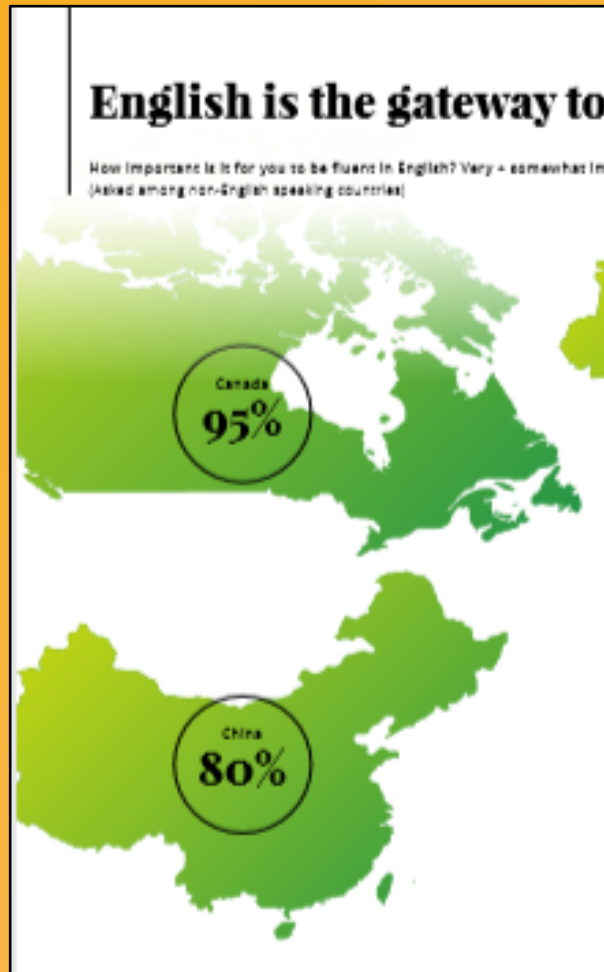 English is the gateway to
How important is it for you to be fluent in English? Very + somewhat im
(Asked among non-English speaking countries(
Canada
95%
China
80%